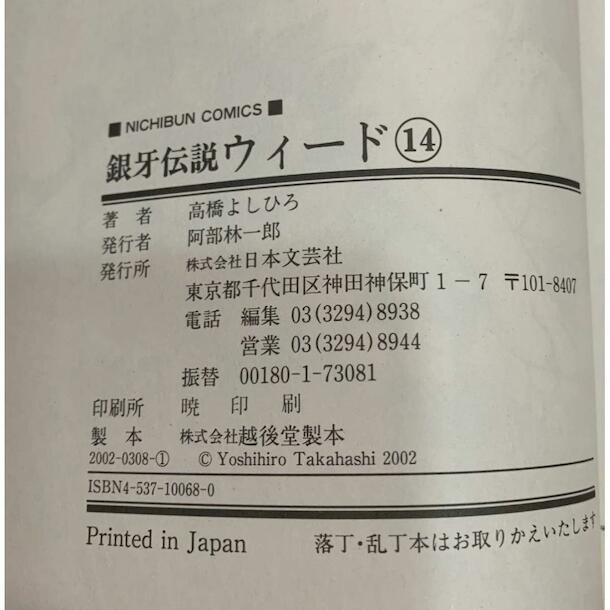 ■ NICHIBUN COMICS ■
銀牙伝説ウィード⑭
著者 高橋よしひろ
発行者 阿部林一郎
発行所 株式会社日本文芸社
東京都千代田区神田神保町1-7 〒101-8407
電話 編集 03(3294)8938
営業 03(3294)8944
振替 00180-1-73081
印刷所 暁印刷
製本 株式会社越後堂製本
2002-0308-① © Yoshihiro Takahashi 2002
ISBN4-537-10068-0
Printed in Japan 落丁・乱丁本はお取りかえいたします